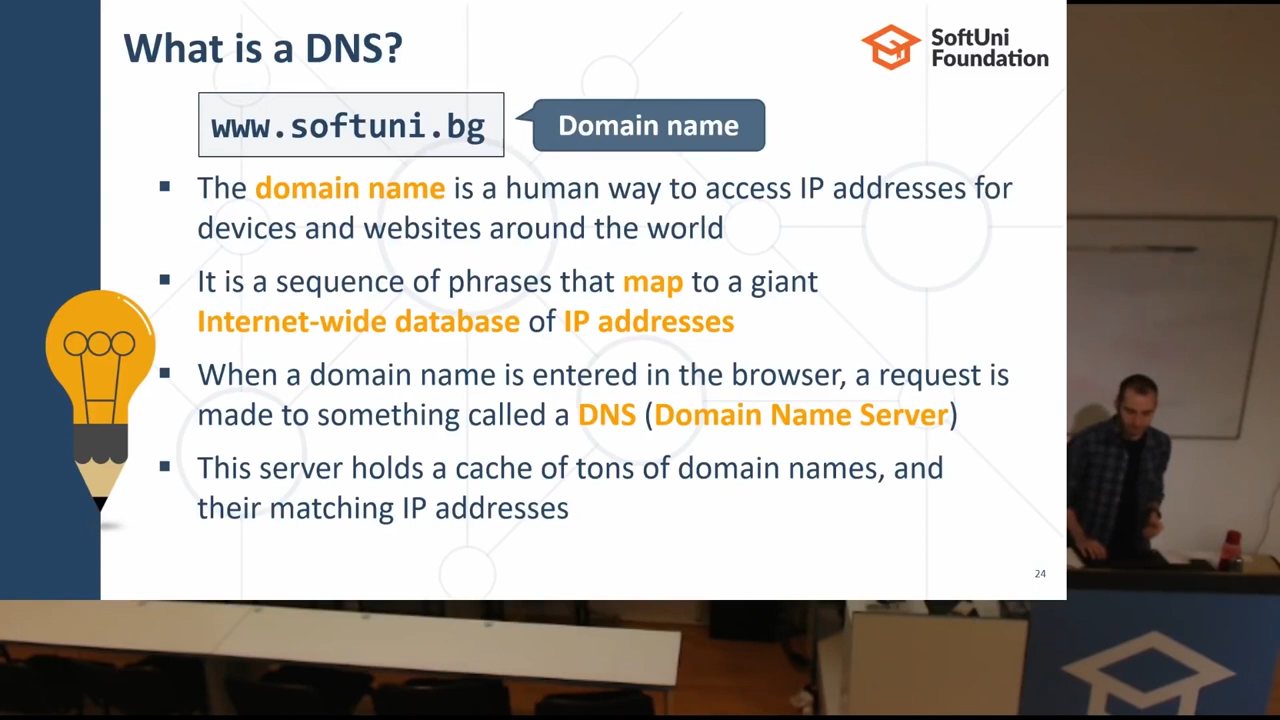 What is a DNS?
SoftUni
Foundation
www.softuni.bg
Domain name
▪ The domain name is a human way to access IP addresses for
devices and websites around the world
▪ It is a sequence of phrases that map to a giant
Internet-wide database of IP addresses
▪ When a domain name is entered in the browser, a request is
made to something called a DNS (Domain Name Server)
▪ This server holds a cache of tons of domain names, and
their matching IP addresses
24